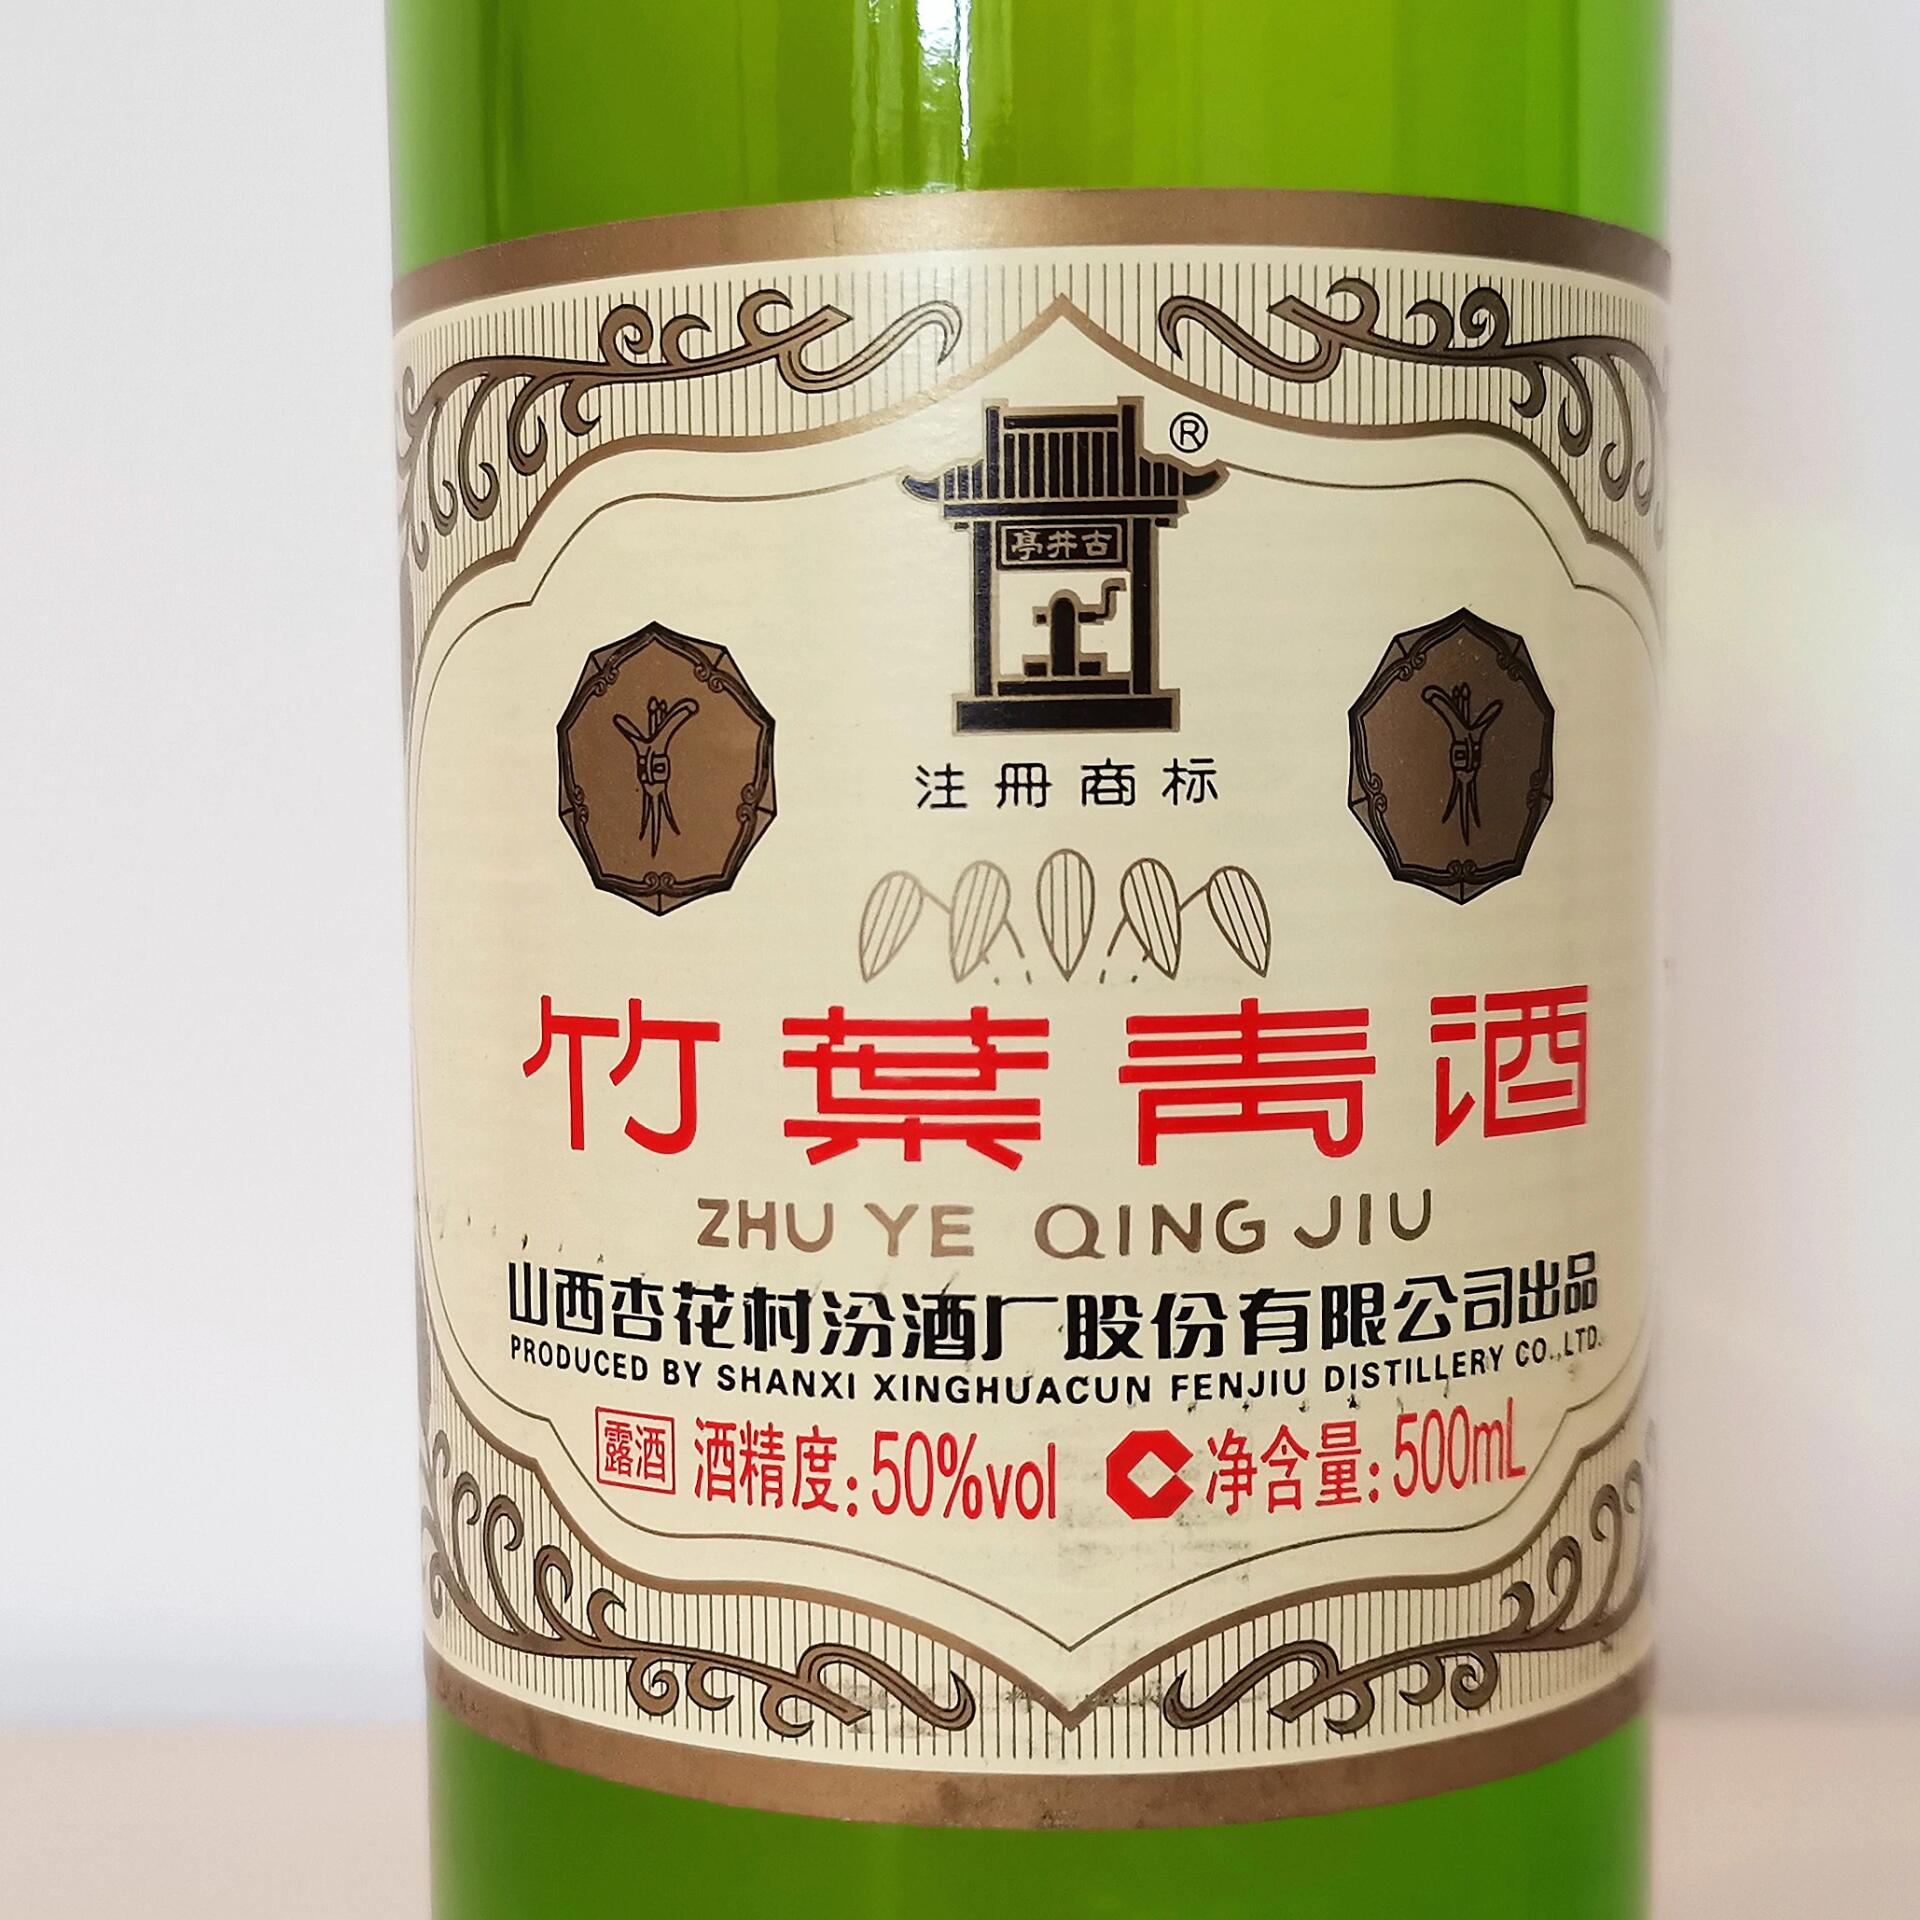 ®
古井亭
注册商标
竹葉青酒
ZHU YE QING JIU
山西杏花村汾酒厂股份有限公司出品
PRODUCED BY SHANXI XINGHUACUN FENJIU DISTILLERY CO.,LTD.
露酒 酒精度:50%vol C 净含量:500mL